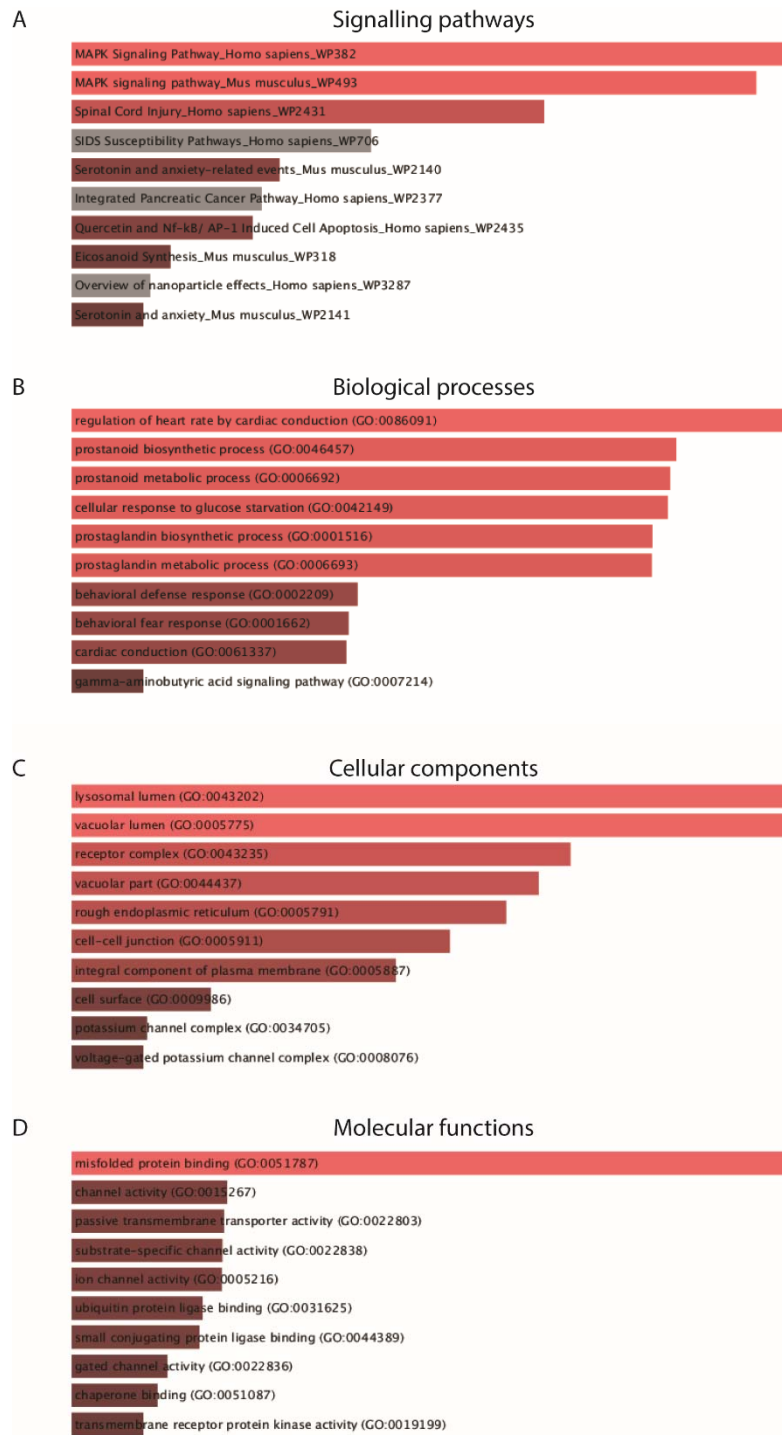 A Signalling pathways
MAPK Signaling Pathway_Homo sapiens_WP382
MAPK signaling pathway_Mus musculus_WP493
Spinal Cord Injury_Homo sapiens_WP2431
SIDS Susceptibility Pathways_Homo sapiens_WP706
Serotonin and anxiety-related events_Mus musculus_WP2140
Integrated Pancreatic Cancer Pathway_Homo sapiens_WP2377
Quercetin and Nf-kB/ AP-1 Induced Cell Apoptosis_Homo sapiens_WP2435
Eicosanoid Synthesis_Mus musculus_WP318
Overview of nanoparticle effects_Homo sapiens_WP3287
Serotonin and anxiety_Mus musculus_WP2141
B Biological processes
regulation of heart rate by cardiac conduction (GO:0086091)
prostanoid biosynthetic process (GO:0046457)
prostanoid metabolic process (GO:0006692)
cellular response to glucose starvation (GO:0042149)
prostaglandin biosynthetic process (GO:0001516)
prostaglandin metabolic process (GO:0006693)
behavioral defense response (GO:0002209)
behavioral fear response (GO:0001662)
cardiac conduction (GO:0061337)
gamma-aminobutyric acid signaling pathway (GO:0007214)
C Cellular components
lysosomal lumen (GO:0043202)
vacuolar lumen (GO:0005775)
receptor complex (GO:0043235)
vacuolar part (GO:0044437)
rough endoplasmic reticulum (GO:0005791)
cell-cell junction (GO:0005911)
integral component of plasma membrane (GO:0005887)
cell surface (GO:0009986)
potassium channel complex (GO:0034705)
voltage-gated potassium channel complex (GO:0008076)
D Molecular functions
misfolded protein binding (GO:0051787)
channel activity (GO:0015267)
passive transmembrane transporter activity (GO:0022803)
substrate-specific channel activity (GO:0022838)
ion channel activity (GO:0005216)
ubiquitin protein ligase binding (GO:0031625)
small conjugating protein ligase binding (GO:0044389)
gated channel activity (GO:0022836)
chaperone binding (GO:0051087)
transmembrane receptor protein kinase activity (GO:0019199)